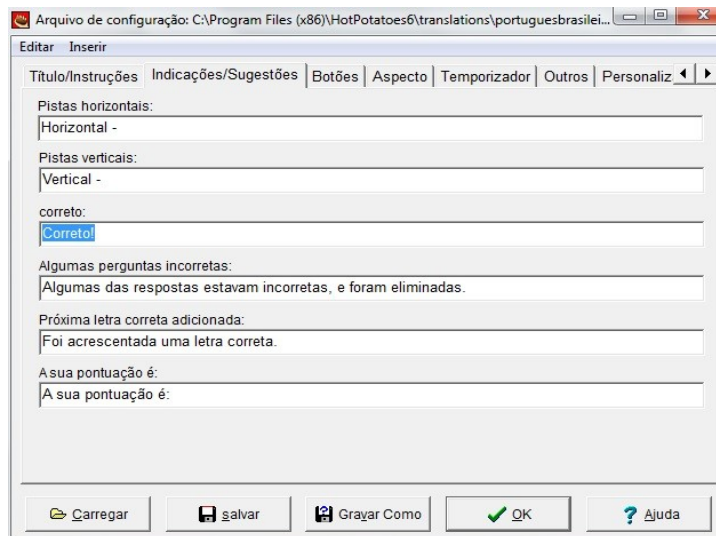 Arquivo de configuração: C:\Program Files (x86)\HotPotatoes6\translations\portuguesbrasilei...
Editar Inserir
Título/Instruções Indicações/Sugestões Botões Aspecto Temporizador Outros Personaliz
Pistas horizontais:
Horizontal -
Pistas verticais:
Vertical -
correto:
Correto!
Algumas perguntas incorretas:
Algumas das respostas estavam incorretas, e foram eliminadas.
Próxima letra correta adicionada:
Foi acrescentada uma letra correta.
A sua pontuação é:
A sua pontuação é:
Carregar salvar Gravar Como OK Ajuda